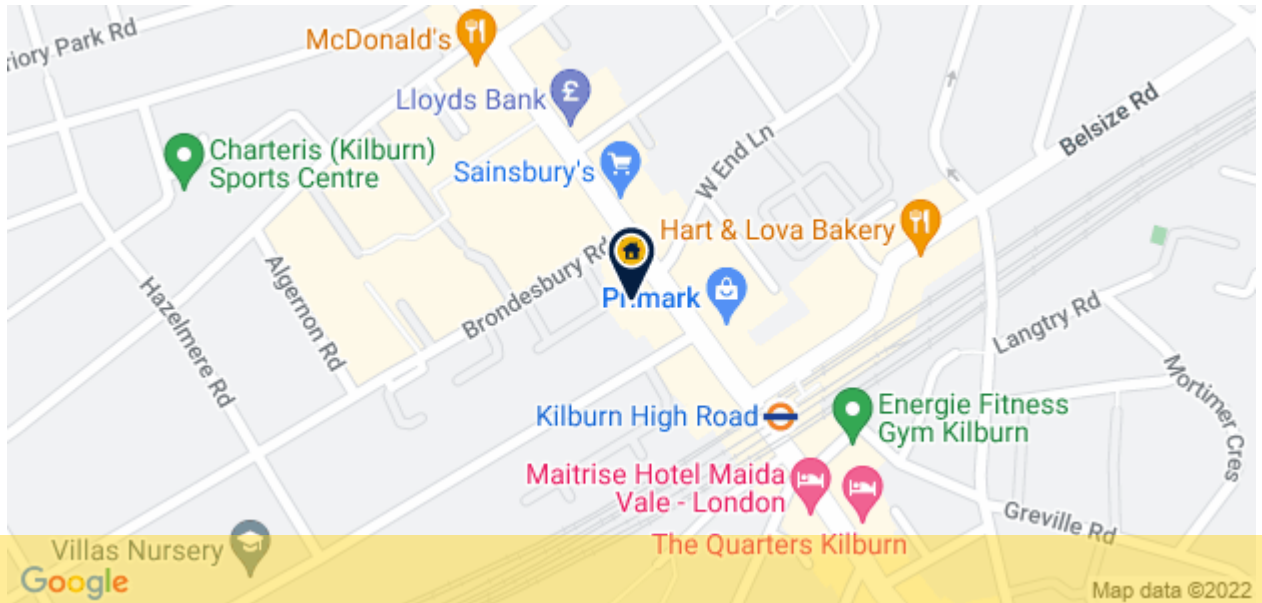 riory Park Rd
McDonald's
Lloyds Bank
£
Belsize Rd
Charteris (Kilburn)
Sports Centre
Sainsbury's
W End Ln
Hart & Lova Bakery
Brondesbury Rd
Algernon Rd
Hazelmere Rd
Primark
Langtry Rd
Mortimer Cres
Kilburn High Road
Energie Fitness
Gym Kilburn
Maitrise Hotel Maida
Vale - London
Greville Rd
The Quarters Kilburn
Villas Nursery
Google
Map data ©2022